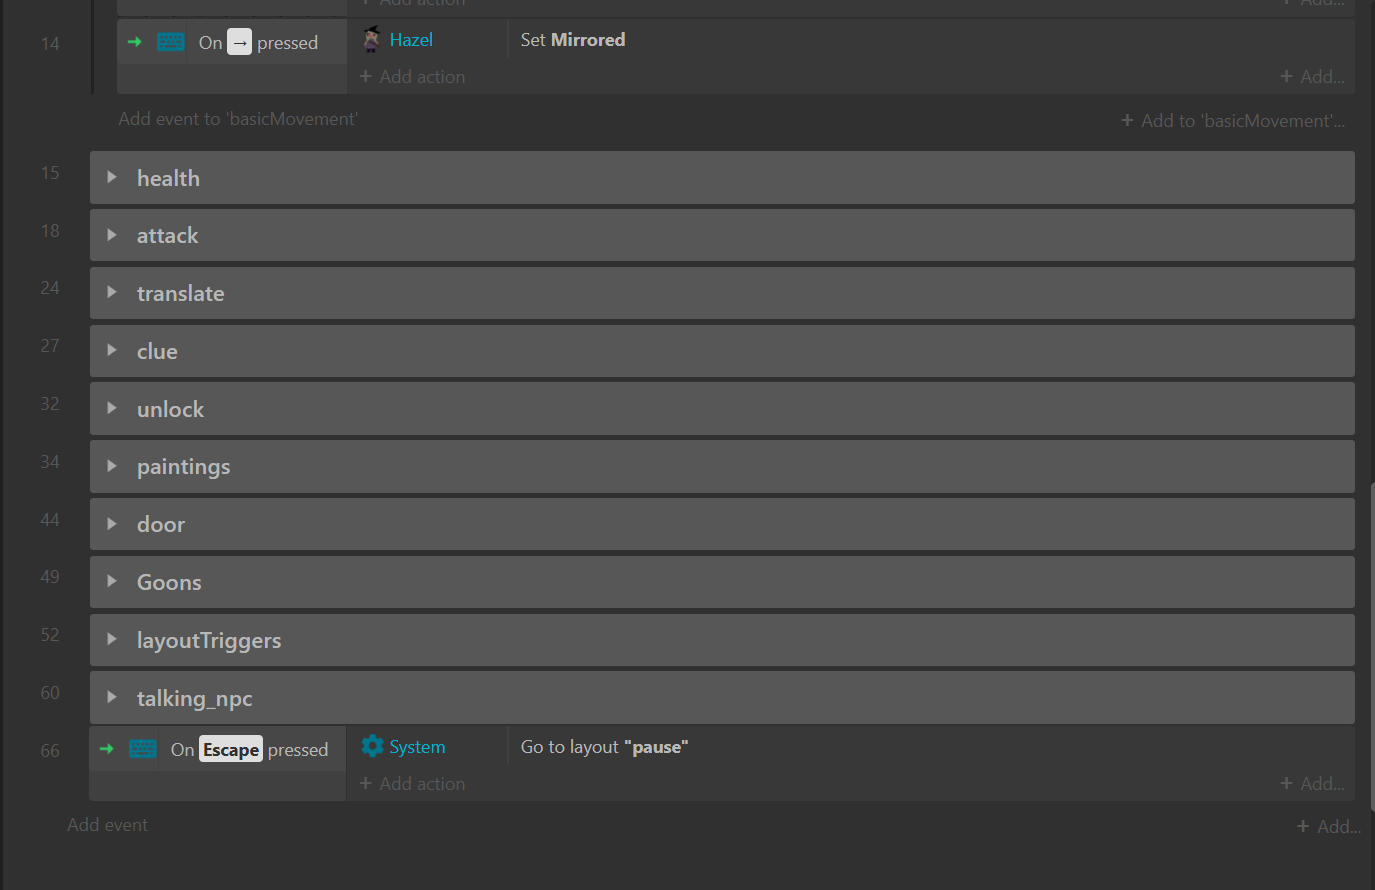 + Add action + Add...
14 On → pressed Hazel Set Mirrored
+ Add action + Add...
Add event to 'basicMovement' + Add to 'basicMovement'...
15 health
18 attack
24 translate
27 clue
32 unlock
34 paintings
44 door
49 Goons
52 layoutTriggers
60 talking_npc
66 On Escape pressed System Go to layout "pause"
+ Add action + Add...
Add event + Add...